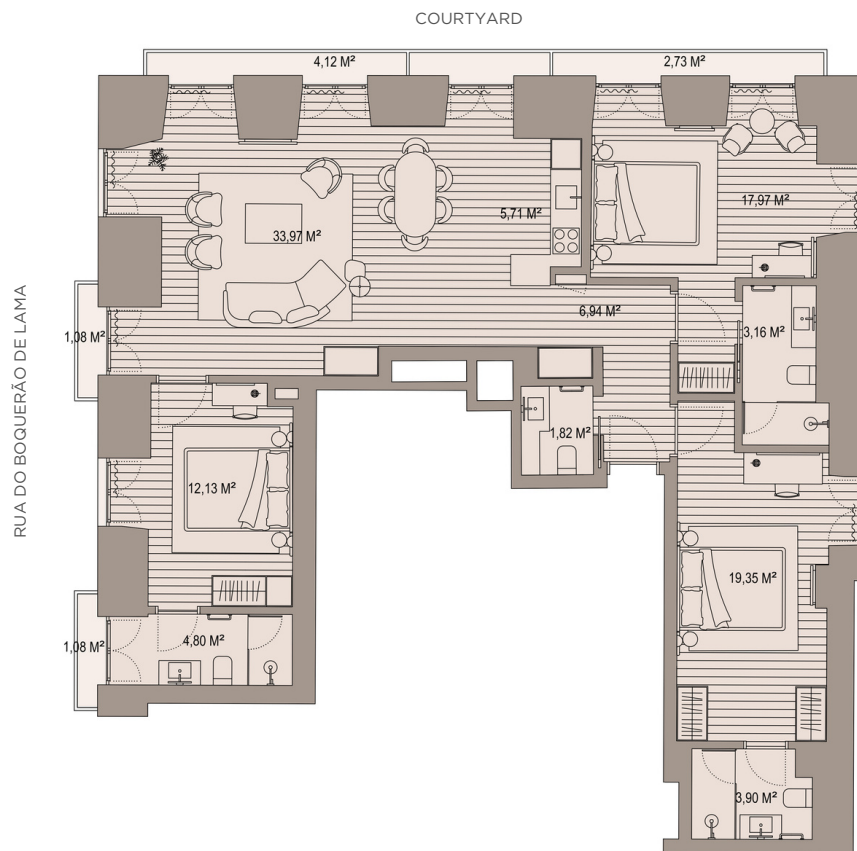 COURTYARD
4,12 M²
2,73 M²
17,97 M²
5,71 M²
33,97 M²
6,94 M²
1,08 M²
3,16 M²
RUA DO BOQUERÃO DE LAMA
1,82 M²
12,13 M²
19,35 M²
4,80 M²
1,08 M²
3,90 M²